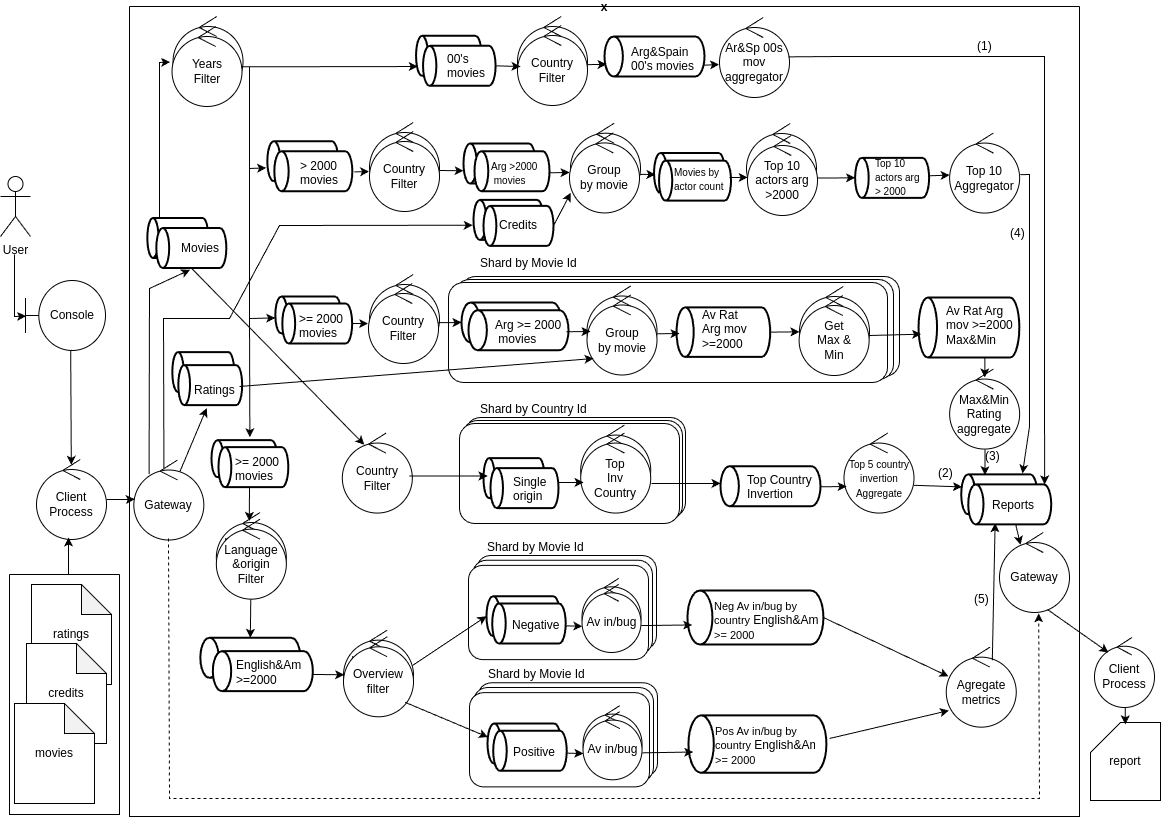 x
Years
Filter
00's
movies
Country
Filter
Arg&Spain
00's movies
Ar&Sp 00s
mov
aggregator
(1)
> 2000
movies
Country
Filter
Arg >2000
movies
Group
by movie
Movies by
actor count
Top 10
actors arg
>2000
Top 10
actors arg
> 2000
Top 10
Aggregator
User
Movies
Credits
(4)
Shard by Movie Id
Console
>= 2000
movies
Country
Filter
Arg >= 2000
movies
Group
by movie
Av Rat
Arg mov
>=2000
Get
Max &
Min
Av Rat Arg
mov >=2000
Max&Min
Ratings
Max&Min
Rating
aggregate
Shard by Country Id
>= 2000
movies
Country
Filter
Single
origin
Top
Inv
Country
Top Country
Invertion
Top 5 country
invertion
Aggregate
(2)
(3)
Reports
Client
Process
Gateway
Language
&origin
Filter
Shard by Movie Id
Gateway
Negative
Av in/bug
Neg Av in/bug by
country English&Am
>= 2000
(5)
ratings
credits
movies
English&Am
>=2000
Overview
filter
Shard by Movie Id
Agregate
metrics
Client
Process
Positive
Av in/bug
Pos Av in/bug by
country English&An
>= 2000
report